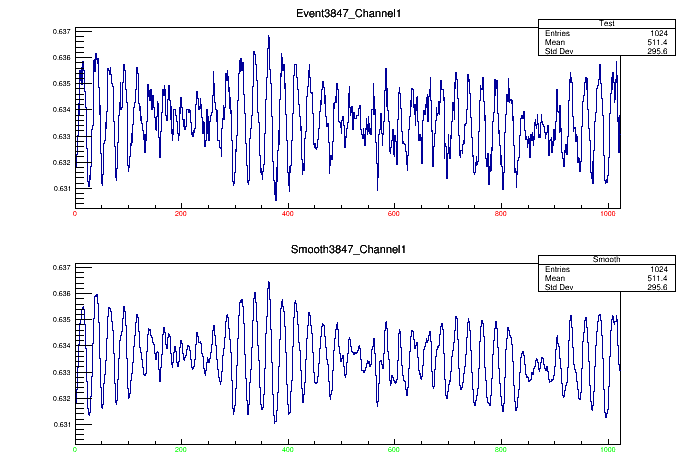 Event3847_Channel1
Test
Entries 1024
Mean 511.4
Std Dev 295.6
0.637
0.636
0.635
0.634
0.633
0.632
0.631
0 200 400 600 800 1000
Smooth3847_Channel1
Smooth
Entries 1024
Mean 511.4
Std Dev 295.6
0.637
0.636
0.635
0.634
0.633
0.632
0.631
0 200 400 600 800 1000